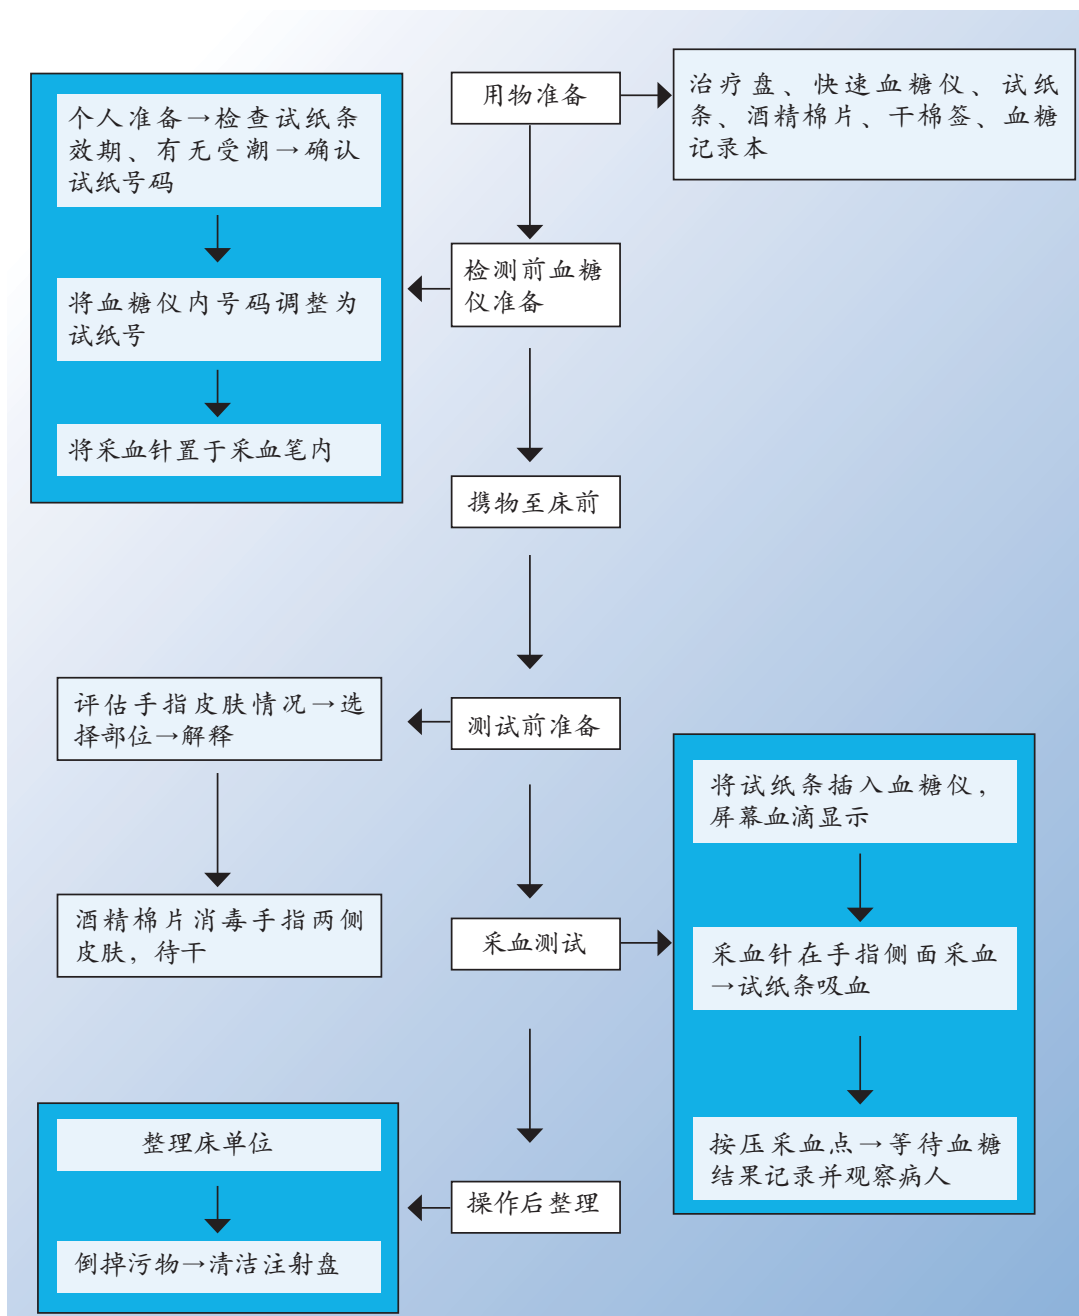 用物准备
治疗盘、快速血糖仪、试纸
条、酒精棉片、干棉签、血糖
记录本
个人准备→检查试纸条
效期、有无受潮→确认
试纸号码
将血糖仪内号码调整为
试纸号
将采血针置于采血笔内
检测前血糖
仪准备
携物至床前
测试前准备
评估手指皮肤情况→选
择部位→解释
酒精棉片消毒手指两侧
皮肤，待干
采血测试
将试纸条插入血糖仪，
屏幕血滴显示
采血针在手指侧面采血
→试纸条吸血
按压采血点→等待血糖
结果记录并观察病人
操作后整理
整理床单位
倒掉污物→清洁注射盘